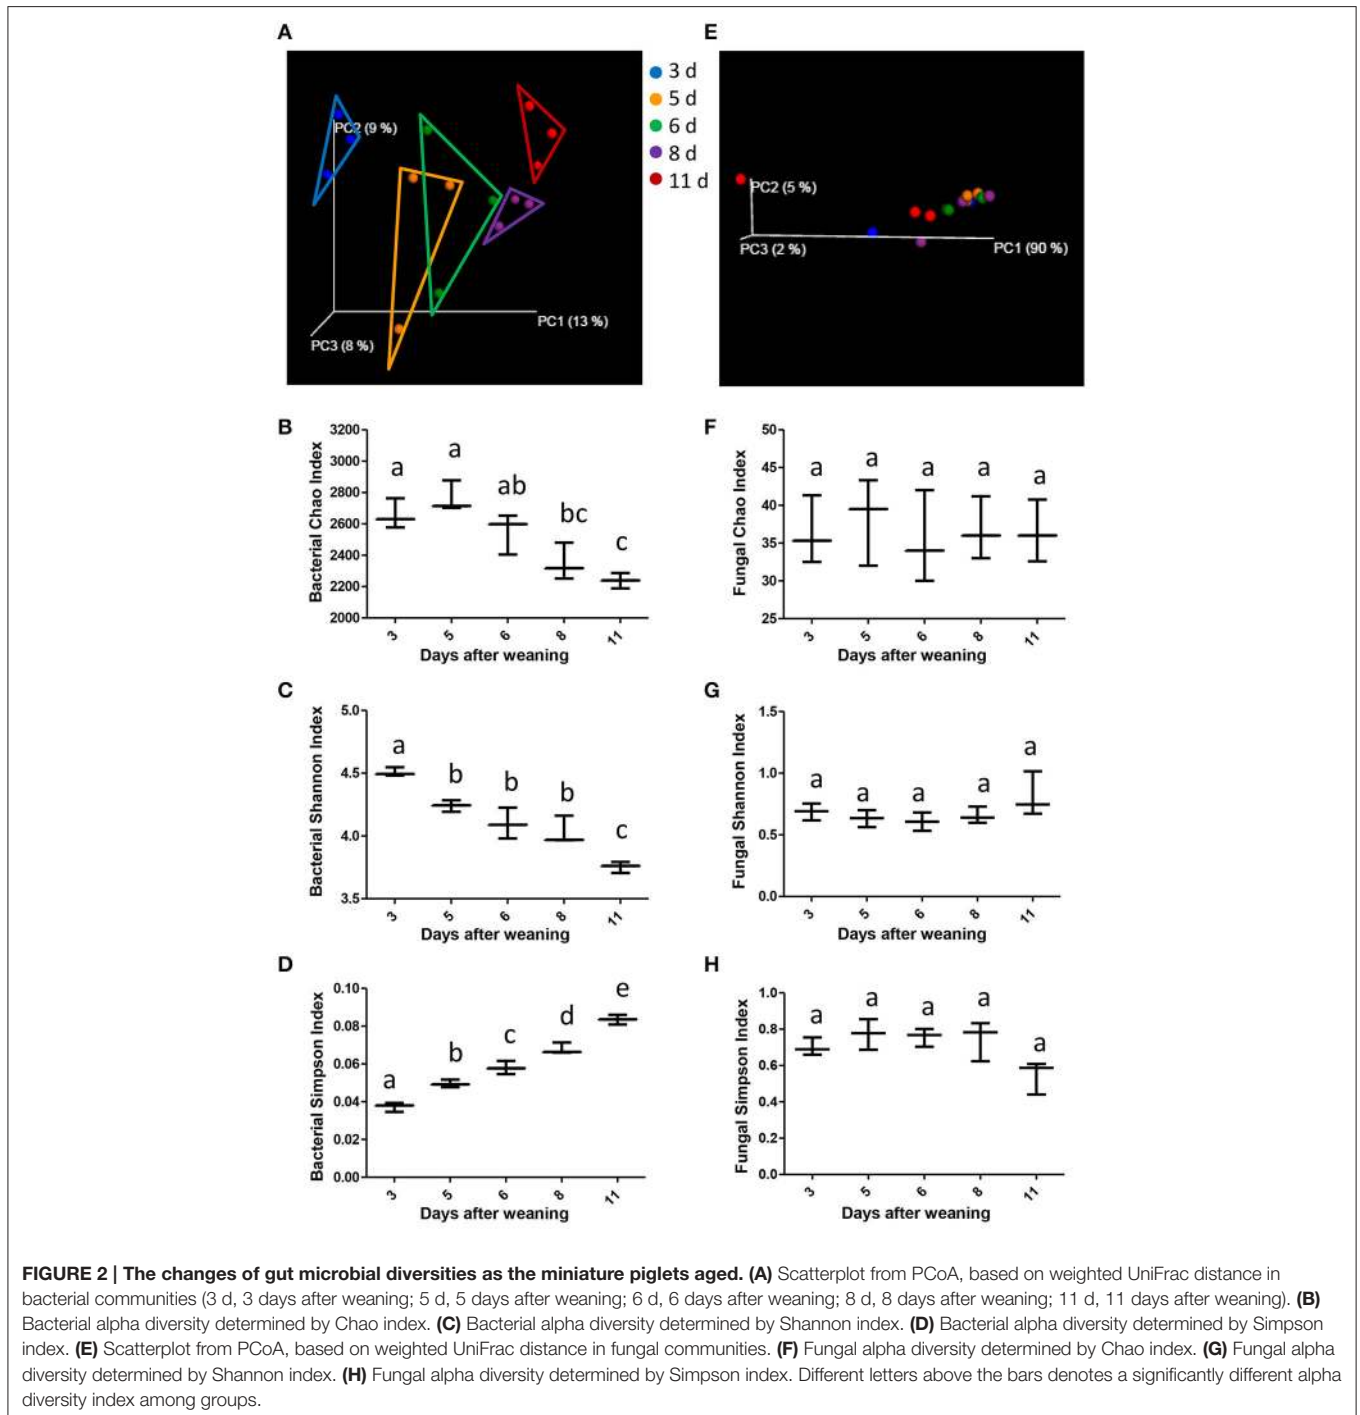 A
PC2 (9 %)
PC1 (13 %)
PC3 (8 %)
3 d
5 d
6 d
8 d
11 d
E
PC2 (5 %)
PC3 (2 %)
PC1 (90 %)
B
Bacterial Chao Index
3200
3000
2800
2600
2400
2200
2000
a
a
ab
bc
c
3
5
6
8
11
Days after weaning
F
Fungal Chao Index
50
45
40
35
30
25
a
a
a
a
a
3
5
6
8
11
Days after weaning
C
Bacterial Shannon Index
5.0
4.5
4.0
3.5
a
b
b
b
c
3
5
6
8
11
Days after weaning
G
Fungal Shannon Index
1.5
1.0
0.5
0.0
a
a
a
a
a
3
5
6
8
11
Days after weaning
D
Bacterial Simpson Index
0.10
0.08
0.06
0.04
0.02
0.00
a
b
c
d
e
3
5
6
8
11
Days after weaning
H
Fungal Simpson Index
1.0
0.8
0.6
0.4
0.2
0.0
a
a
a
a
a
3
5
6
8
11
Days after weaning
FIGURE 2 | The changes of gut microbial diversities as the miniature piglets aged. (A) Scatterplot from PCoA, based on weighted UniFrac distance in
bacterial communities (3 d, 3 days after weaning; 5 d, 5 days after weaning; 6 d, 6 days after weaning; 8 d, 8 days after weaning; 11 d, 11 days after weaning). (B)
Bacterial alpha diversity determined by Chao index. (C) Bacterial alpha diversity determined by Shannon index. (D) Bacterial alpha diversity determined by Simpson
index. (E) Scatterplot from PCoA, based on weighted UniFrac distance in fungal communities. (F) Fungal alpha diversity determined by Chao index. (G) Fungal alpha
diversity determined by Shannon index. (H) Fungal alpha diversity determined by Simpson index. Different letters above the bars denotes a significantly different alpha
diversity index among groups.